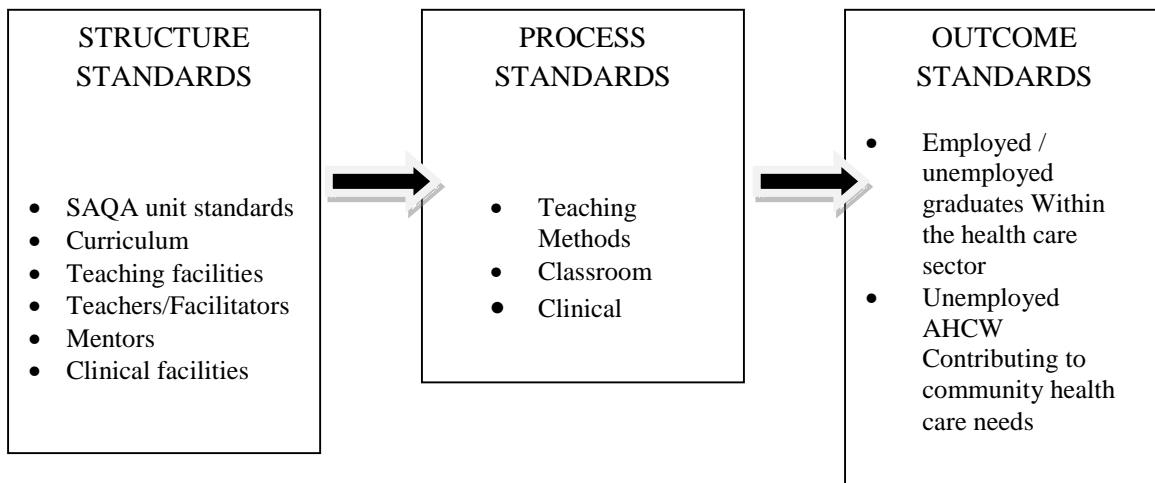 STRUCTURE
STANDARDS
• SAQA unit standards
• Curriculum
• Teaching facilities
• Teachers/Facilitators
• Mentors
• Clinical facilities
PROCESS
STANDARDS
• Teaching
Methods
• Classroom
• Clinical
OUTCOME
STANDARDS
• Employed /
unemployed
graduates Within
the health care
sector
• Unemployed
AHCW
Contributing to
community health
care needs